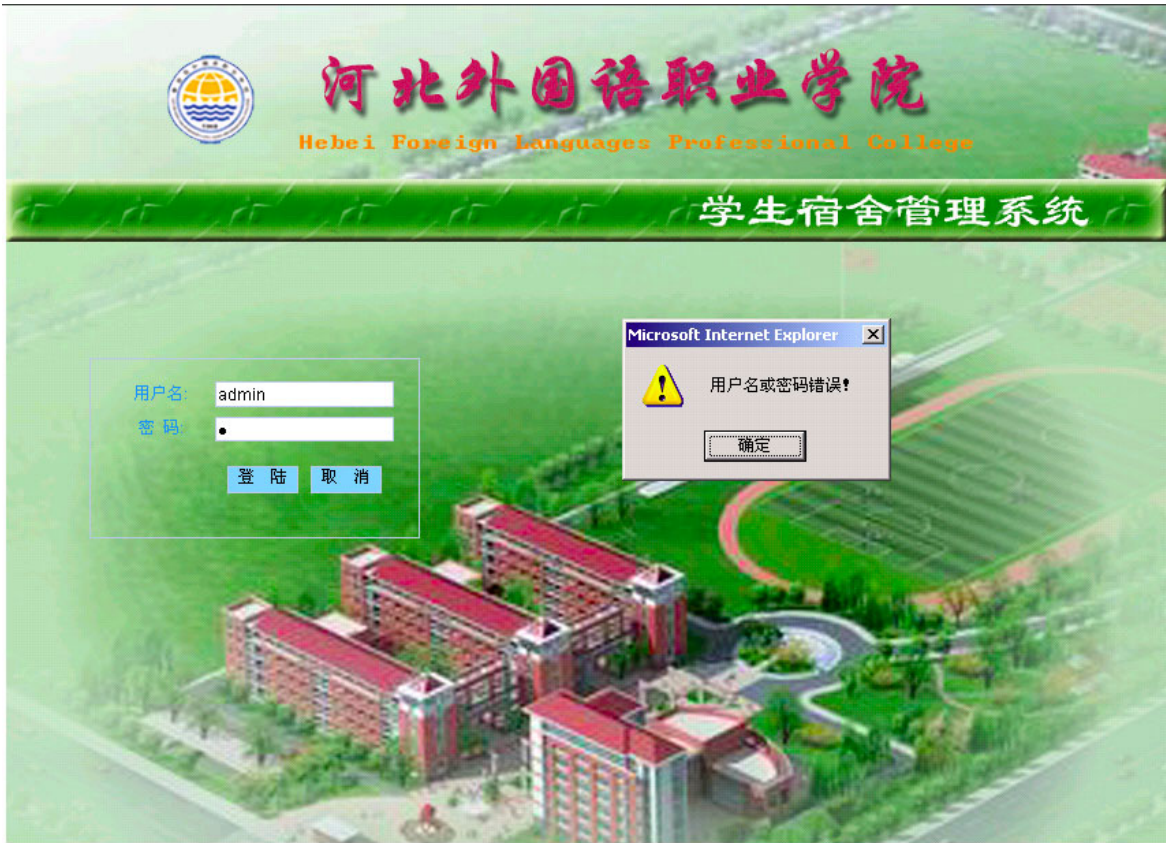 河北外国语职业学院
Hebei Foreign Languages Professional College
学生宿舍管理系统
Microsoft Internet Explorer
用户名或密码错误!
确定
用户名: admin
密 码: ●
登 陆 取 消